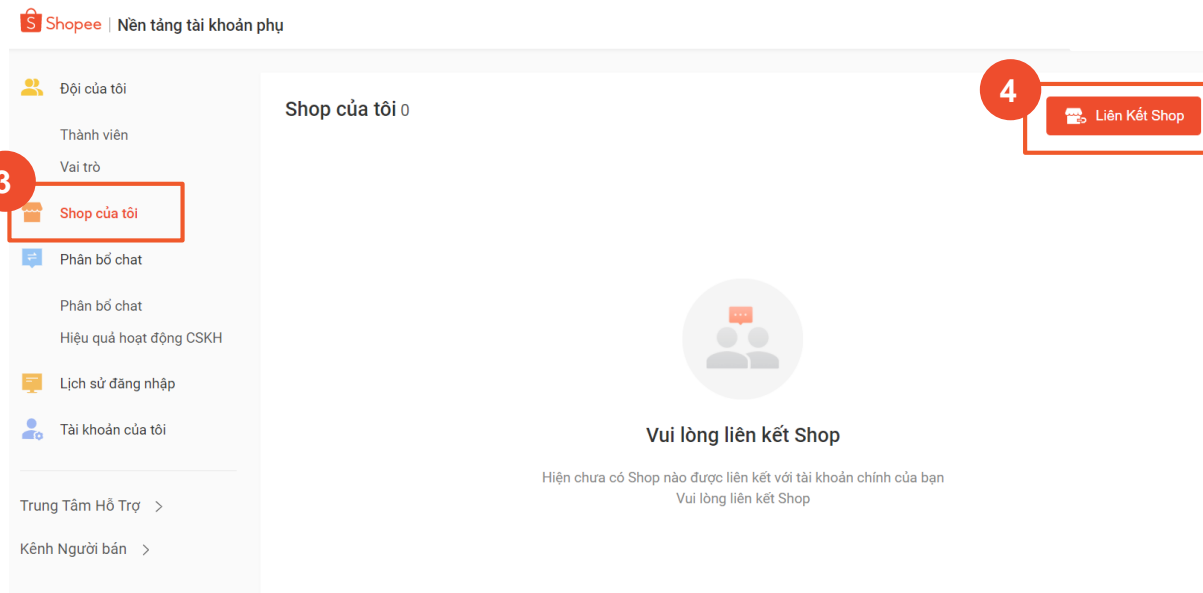 Shopee | Nền tảng tài khoản phụ
Đội của tôi
Thành viên
Vai trò
3
Shop của tôi
Phân bổ chat
Phân bổ chat
Hiệu quả hoạt động CSKH
Lịch sử đăng nhập
Tài khoản của tôi
Trung Tâm Hỗ Trợ >
Kênh Người bán >
Shop của tôi 0
4
Liên Kết Shop
Vui lòng liên kết Shop
Hiện chưa có Shop nào được liên kết với tài khoản chính của bạn
Vui lòng liên kết Shop